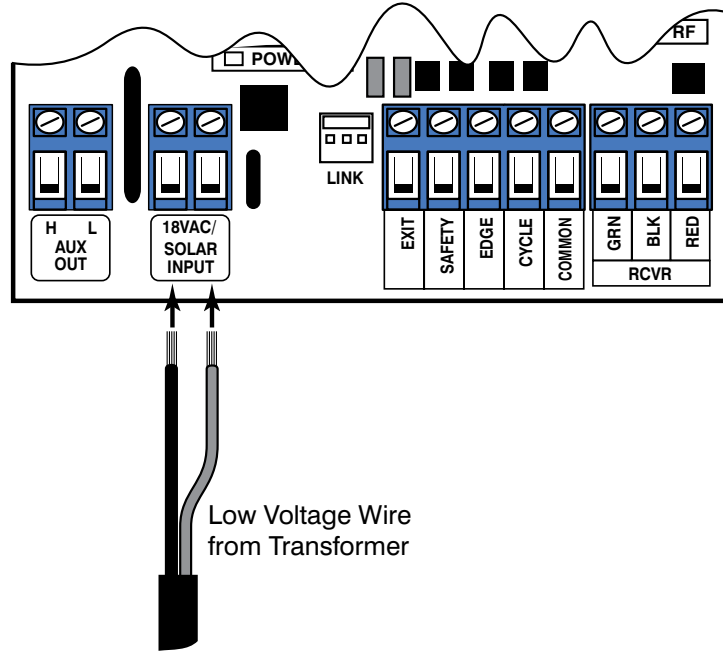 RF
POW
LINK
H L
AUX
OUT
18VAC/
SOLAR
INPUT
EXIT
SAFETY
EDGE
CYCLE
COMMON
GRN
BLK
RED
RCVR
Low Voltage Wire
from Transformer